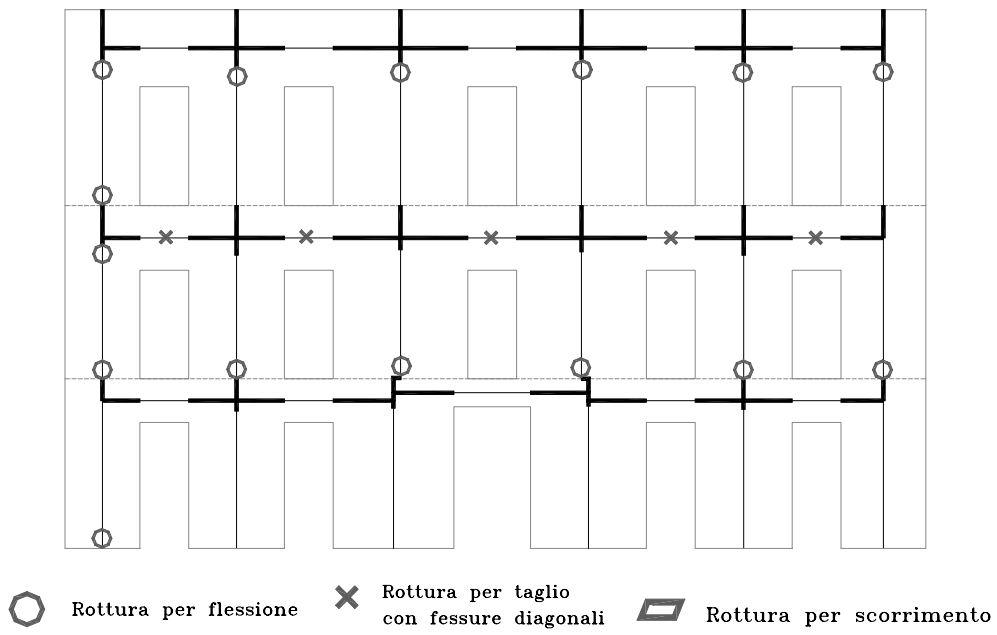 Rottura per flessione
Rottura per taglio
con fessure diagonali
Rottura per scorrimento